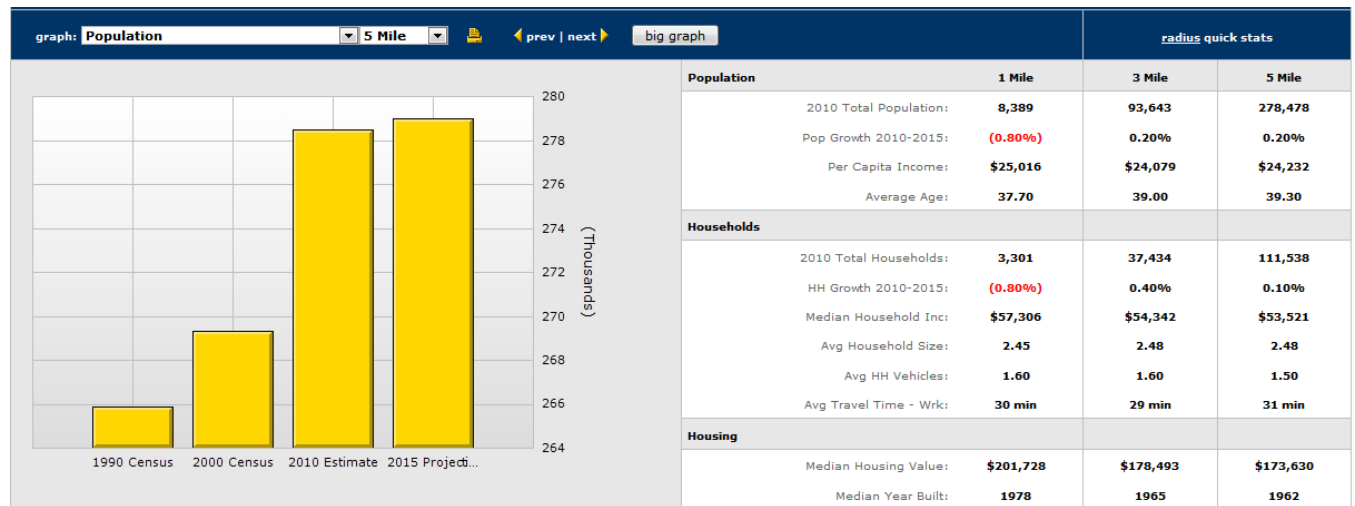 graph: Population 5 Mile prev | next big graph radius quick stats
280
278
276
274
272
270
268
266
264
(Thousands)
1990 Census 2000 Census 2010 Estimate 2015 Projecti...
Population 1 Mile 3 Mile 5 Mile
2010 Total Population: 8,389 93,643 278,478
Pop Growth 2010-2015: (0.80%) 0.20% 0.20%
Per Capita Income: $25,016 $24,079 $24,232
Average Age: 37.70 39.00 39.30
Households
2010 Total Households: 3,301 37,434 111,538
HH Growth 2010-2015: (0.80%) 0.40% 0.10%
Median Household Inc: $57,306 $54,342 $53,521
Avg Household Size: 2.45 2.48 2.48
Avg HH Vehicles: 1.60 1.60 1.50
Avg Travel Time - Wrk: 30 min 29 min 31 min
Housing
Median Housing Value: $201,728 $178,493 $173,630
Median Year Built: 1978 1965 1962